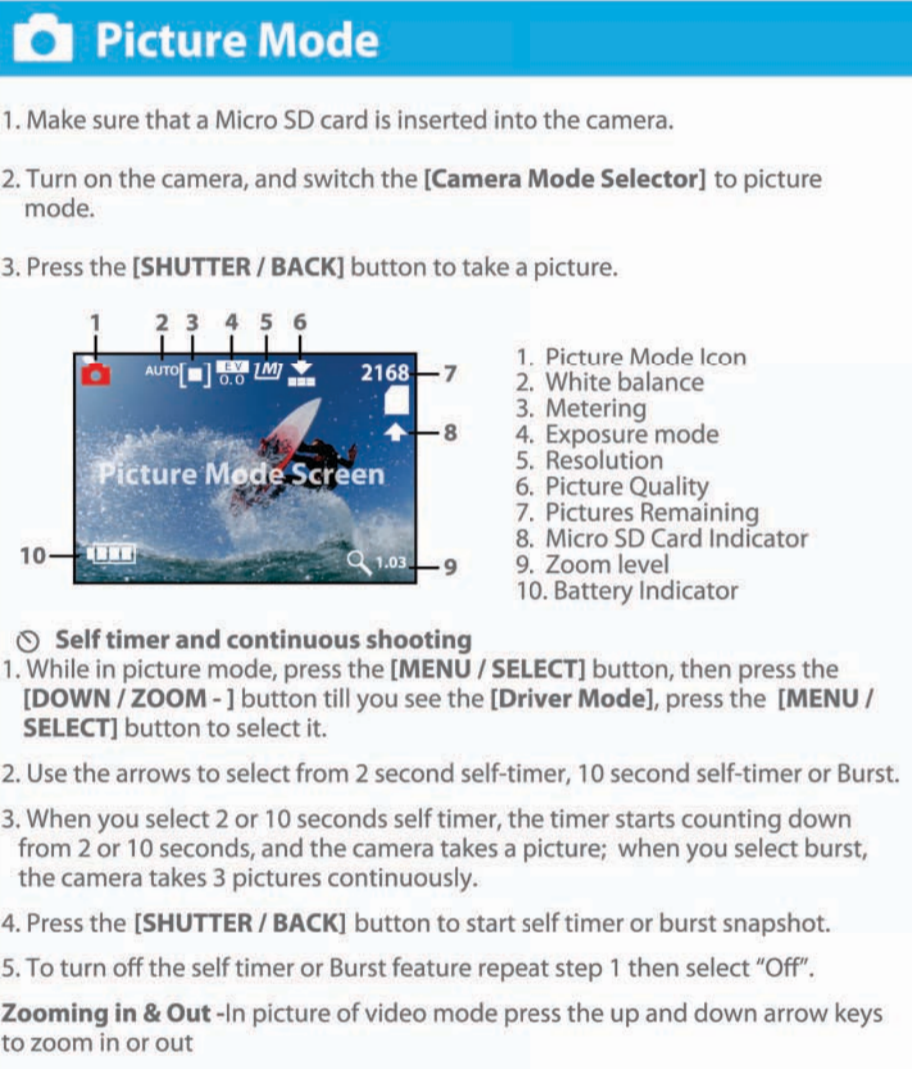 Picture Mode
1. Make sure that a Micro SD card is inserted into the camera.
2. Turn on the camera, and switch the [Camera Mode Selector] to picture
mode.
3. Press the [SHUTTER / BACK] button to take a picture.
1 2 3 4 5 6
AUTO EV 0.0 1M 2168 7
8
Picture Mode Screen
10 1.03 9
1. Picture Mode Icon
2. White balance
3. Metering
4. Exposure mode
5. Resolution
6. Picture Quality
7. Pictures Remaining
8. Micro SD Card Indicator
9. Zoom level
10. Battery Indicator
Self timer and continuous shooting
1. While in picture mode, press the [MENU / SELECT] button, then press the
[DOWN / ZOOM - ] button till you see the [Driver Mode], press the [MENU /
SELECT] button to select it.
2. Use the arrows to select from 2 second self-timer, 10 second self-timer or Burst.
3. When you select 2 or 10 seconds self timer, the timer starts counting down
from 2 or 10 seconds, and the camera takes a picture; when you select burst,
the camera takes 3 pictures continuously.
4. Press the [SHUTTER / BACK] button to start self timer or burst snapshot.
5. To turn off the self timer or Burst feature repeat step 1 then select “Off”.
Zooming in & Out -In picture of video mode press the up and down arrow keys
to zoom in or out